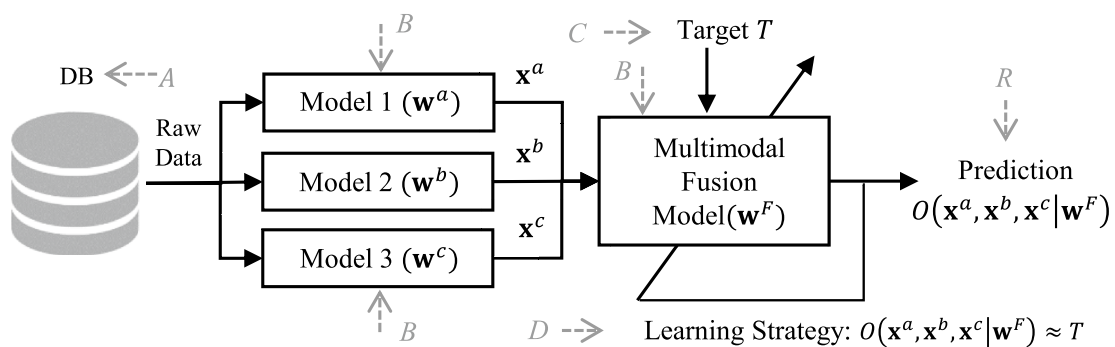 B
C
Target T
DB
A
x^a
B
R
Model 1 (w^a)
Raw
Data
x^b
Multimodal
Fusion
Model(w^F)
Prediction
O(x^a, x^b, x^c|w^F)
Model 2 (w^b)
x^c
Model 3 (w^c)
B
D
Learning Strategy: O(x^a, x^b, x^c|w^F) ≈ T